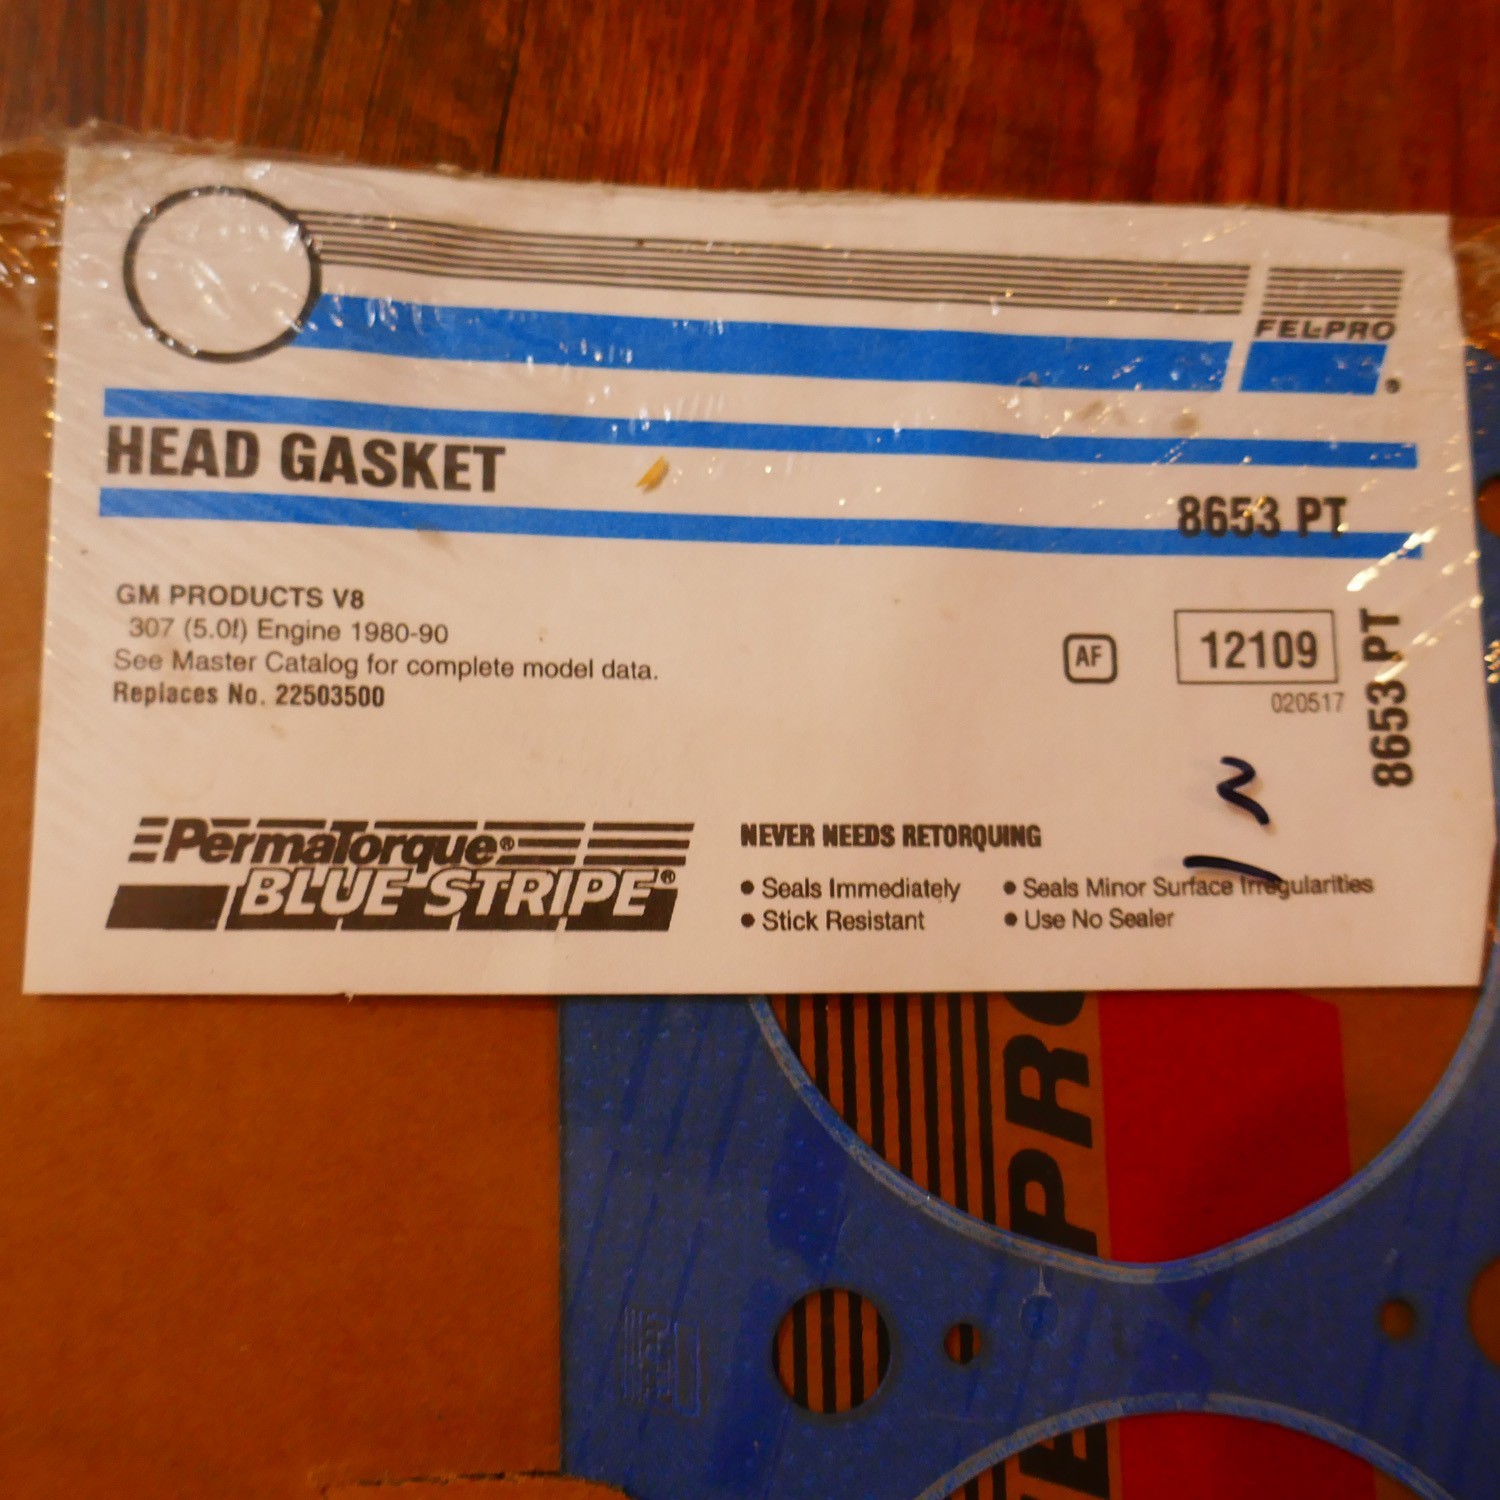 FEL-PRO®
HEAD GASKET
8653 PT
GM PRODUCTS V8
307 (5.0ℓ) Engine 1980-90
See Master Catalog for complete model data.
Replaces No. 22503500
AF
12109
020517
8653 PT
PermaTorque®
BLUE STRIPE®
NEVER NEEDS RETORQUING
• Seals Immediately • Seals Minor Surface Irregularities
• Stick Resistant • Use No Sealer
PRO